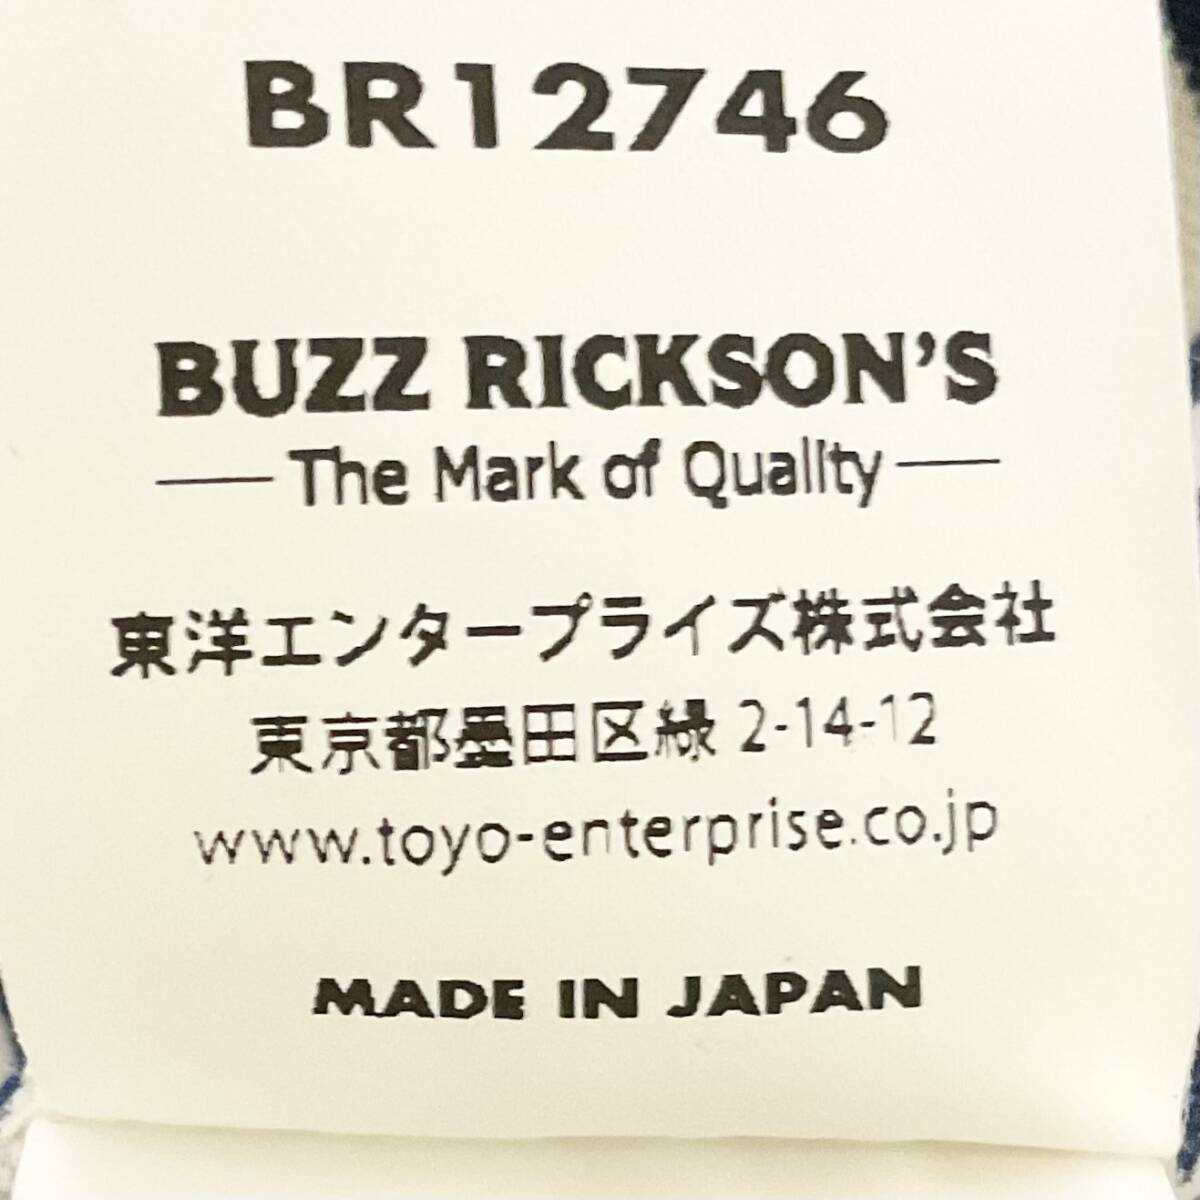 BR12746
BUZZ RICKSON'S
The Mark of Quality
東洋エンタープライズ株式会社
東京都墨田区緑 2-14-12
www.toyo-enterprise.co.jp
MADE IN JAPAN